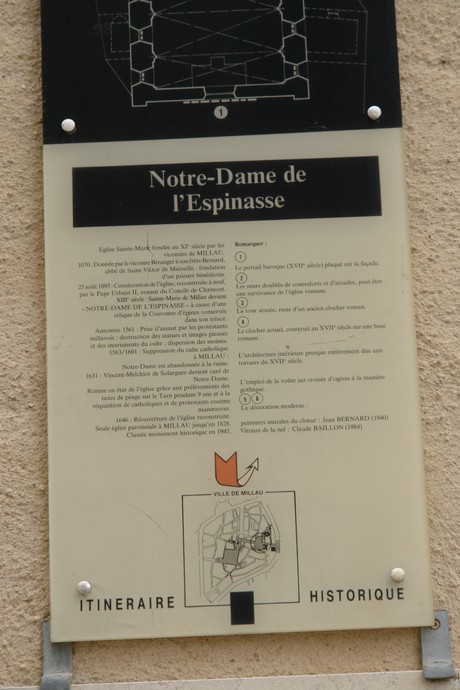 1
Notre-Dame de
l'Espinasse
Eglise Sainte-Marie fondée au XIe siècle par les
vicomtes de MILLAU.
1070 : Donnée par le vicomte Béranger à son frère Bernard,
abbé de Saint-Victor de Marseille : fondation
d'un prieuré bénédictin.
25 août 1095 : Consécration de l'église, reconstruite à neuf,
par le Pape Urbain II, venant du Concile de Clermont.
XIIIe siècle : Sainte-Marie de Millau devient
« NOTRE-DAME DE L'ESPINASSE » à cause d'une
relique de la Couronne d'épines conservée
dans son trésor.
Automne 1561 : Prise d'assaut par les protestants
millavois : destruction des statues et images pieuses
et des instruments du culte ; dispersion des moines.
1563/1601 : Suppression du culte catholique
à MILLAU ;
Notre-Dame est abandonnée à la ruine.
1631 : Vincent-Melchior de Solargues devient curé de
Notre-Dame.
Remise en état de l'église grâce aux prélèvements des
taxes de péage sur le Tarn pendant 9 ans et à la
réquisition de catholiques et de protestants comme
manœuvres.
1646 : Réouverture de l'église reconstruite.
Seule église paroissiale à MILLAU jusqu'en 1828.
Classée monument historique en 1945.
Remarquer :
1
Le portail baroque (XVIIe siècle) plaqué sur la façade.
2
Les murs doublés de contreforts et d'arcades, peut-être
une survivance de l'église romane.
3
La tour arasée, reste d'un ancien clocher roman.
4
Le clocher actuel, construit au XVIIe siècle sur une base
romane.
L'architecture intérieure presque entièrement due aux
travaux du XVIIe siècle.
L'emploi de la voûte sur croisée d'ogives à la manière
gothique.
5 6
La décoration moderne :
peintures murales du chœur : Jean BERNARD (1940)
Vitraux de la nef : Claude BAILLON (1984)
VILLE DE MILLAU
ITINERAIRE HISTORIQUE